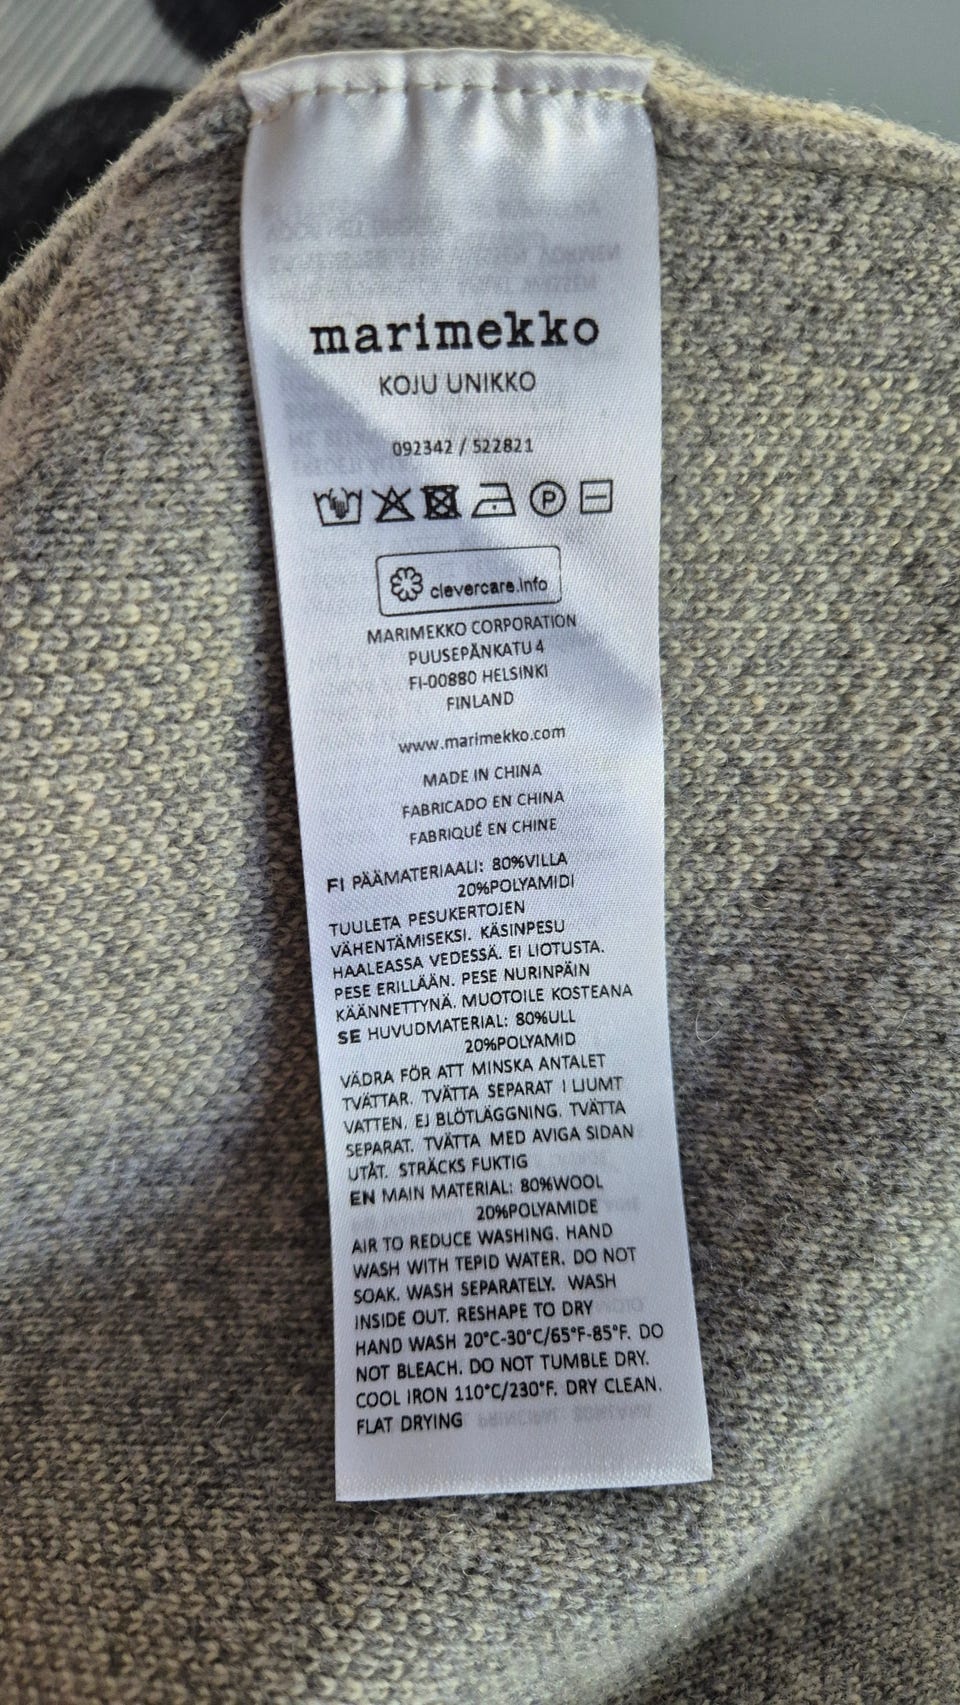 marimekko
KOJU UNIKKO
092342 / 522821
P
clevercare.info
MARIMEKKO CORPORATION
PUUSEPÄNKATU 4
FI-00880 HELSINKI
FINLAND
www.marimekko.com
MADE IN CHINA
FABRICADO EN CHINA
FABRIQUÉ EN CHINE
FI PÄÄMATERIAALI: 80%VILLA
20%POLYAMIDI
TUULETA PESUKERTOJEN
VÄHENTÄMISEKSI. KÄSINPESU
HAALEASSA VEDESSÄ. EI LIOTUSTA.
PESE ERILLÄÄN. PESE NURINPÄIN
KÄÄNNETTYNÄ. MUOTOILE KOSTEANA
SE HUVUDMATERIAL: 80%ULL
20%POLYAMID
VÄDRA FÖR ATT MINSKA ANTALET
TVÄTTAR. TVÄTTA SEPARAT I LJUMT
VATTEN. EJ BLÖTLÄGGNING. TVÄTTA
SEPARAT. TVÄTTA MED AVIGA SIDAN
UTÅT. STRÄCKS FUKTIG
EN MAIN MATERIAL: 80%WOOL
20%POLYAMIDE
AIR TO REDUCE WASHING. HAND
WASH WITH TEPID WATER. DO NOT
SOAK. WASH SEPARATELY. WASH
INSIDE OUT. RESHAPE TO DRY
HAND WASH 20°C-30°C/65°F-85°F. DO
NOT BLEACH. DO NOT TUMBLE DRY.
COOL IRON 110°C/230°F. DRY CLEAN.
FLAT DRYING